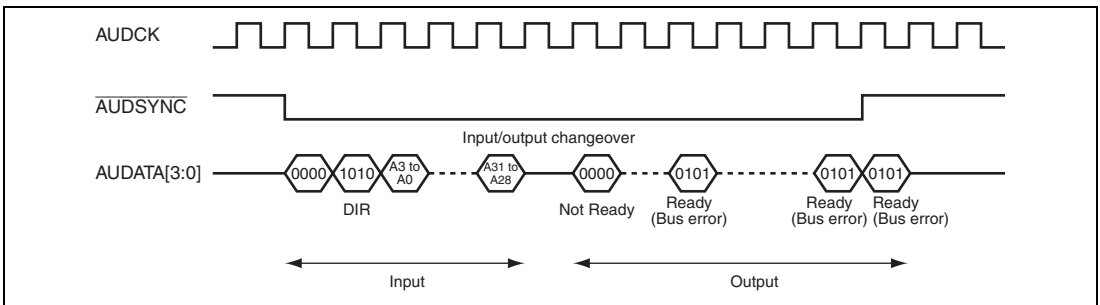 AUDCK
AUDSYNC
Input/output changeover
AUDATA[3:0]
0000
1010
A3 to
A0
A31 to
A28
0000
0101
0101
0101
DIR
Not Ready
Ready
(Bus error)
Ready
(Bus error)
Ready
(Bus error)
Input
Output